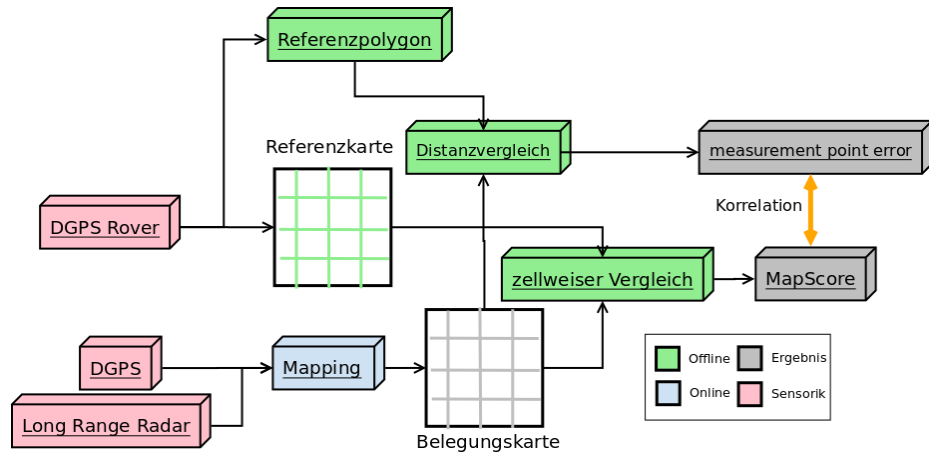 Referenzpolygon
Referenzkarte
Distanzvergleich
measurement point error
DGPS Rover
Korrelation
zellweiser Vergleich
MapScore
DGPS
Mapping
Long Range Radar
Belegungskarte
Offline
Ergebnis
Online
Sensorik